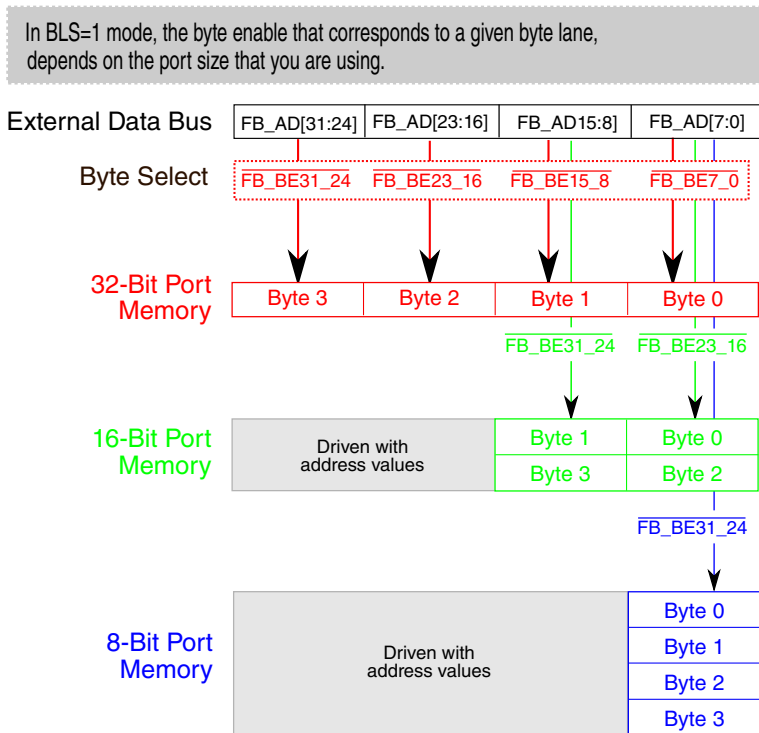 In BLS=1 mode, the byte enable that corresponds to a given byte lane,
depends on the port size that you are using.
External Data Bus FB_AD[31:24] FB_AD[23:16] FB_AD15:8] FB_AD[7:0]
Byte Select FB_BE31_24 FB_BE23_16 FB_BE15_8 FB_BE7_0
32-Bit Port
Memory
Byte 3 Byte 2 Byte 1 Byte 0
FB_BE31_24 FB_BE23_16
16-Bit Port
Memory
Driven with
address values
Byte 1 Byte 0
Byte 3 Byte 2
FB_BE31_24
8-Bit Port
Memory
Driven with
address values
Byte 0
Byte 1
Byte 2
Byte 3